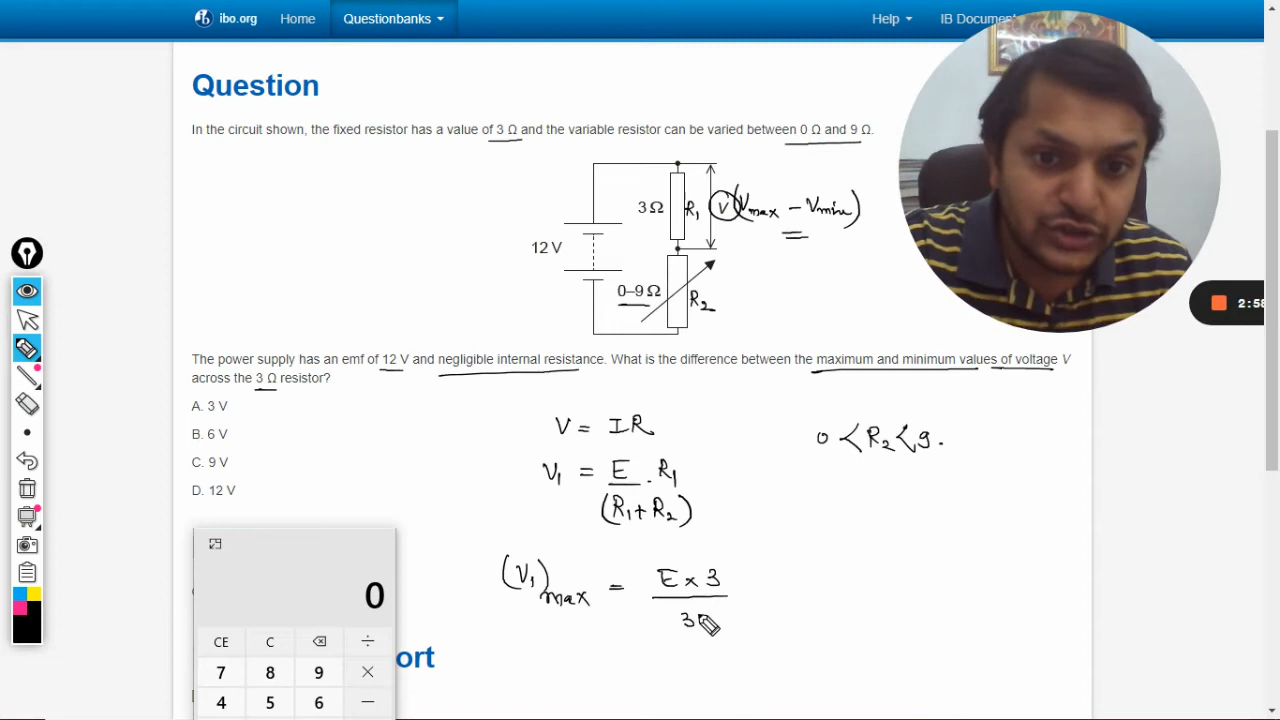 ibo.org
Home
Questionbanks
Help
IB Docum
Question
In the circuit shown, the fixed resistor has a value of 3 Ω and the variable resistor can be varied between 0 Ω and 9 Ω.
3 Ω R1 V (Vmax – Vmin)
12 V
0–9 Ω R2
The power supply has an emf of 12 V and negligible internal resistance. What is the difference between the maximum and minimum values of voltage V
across the 3 Ω resistor?
A. 3 V
B. 6 V
C. 9 V
D. 12 V
V = IR
0 < R2 < 9.
V1 = E . R1
(R1 + R2)
(V1)max = E × 3
3
ort
0
CE C ⌫ ÷
7 8 9 ×
4 5 6 −
2:58